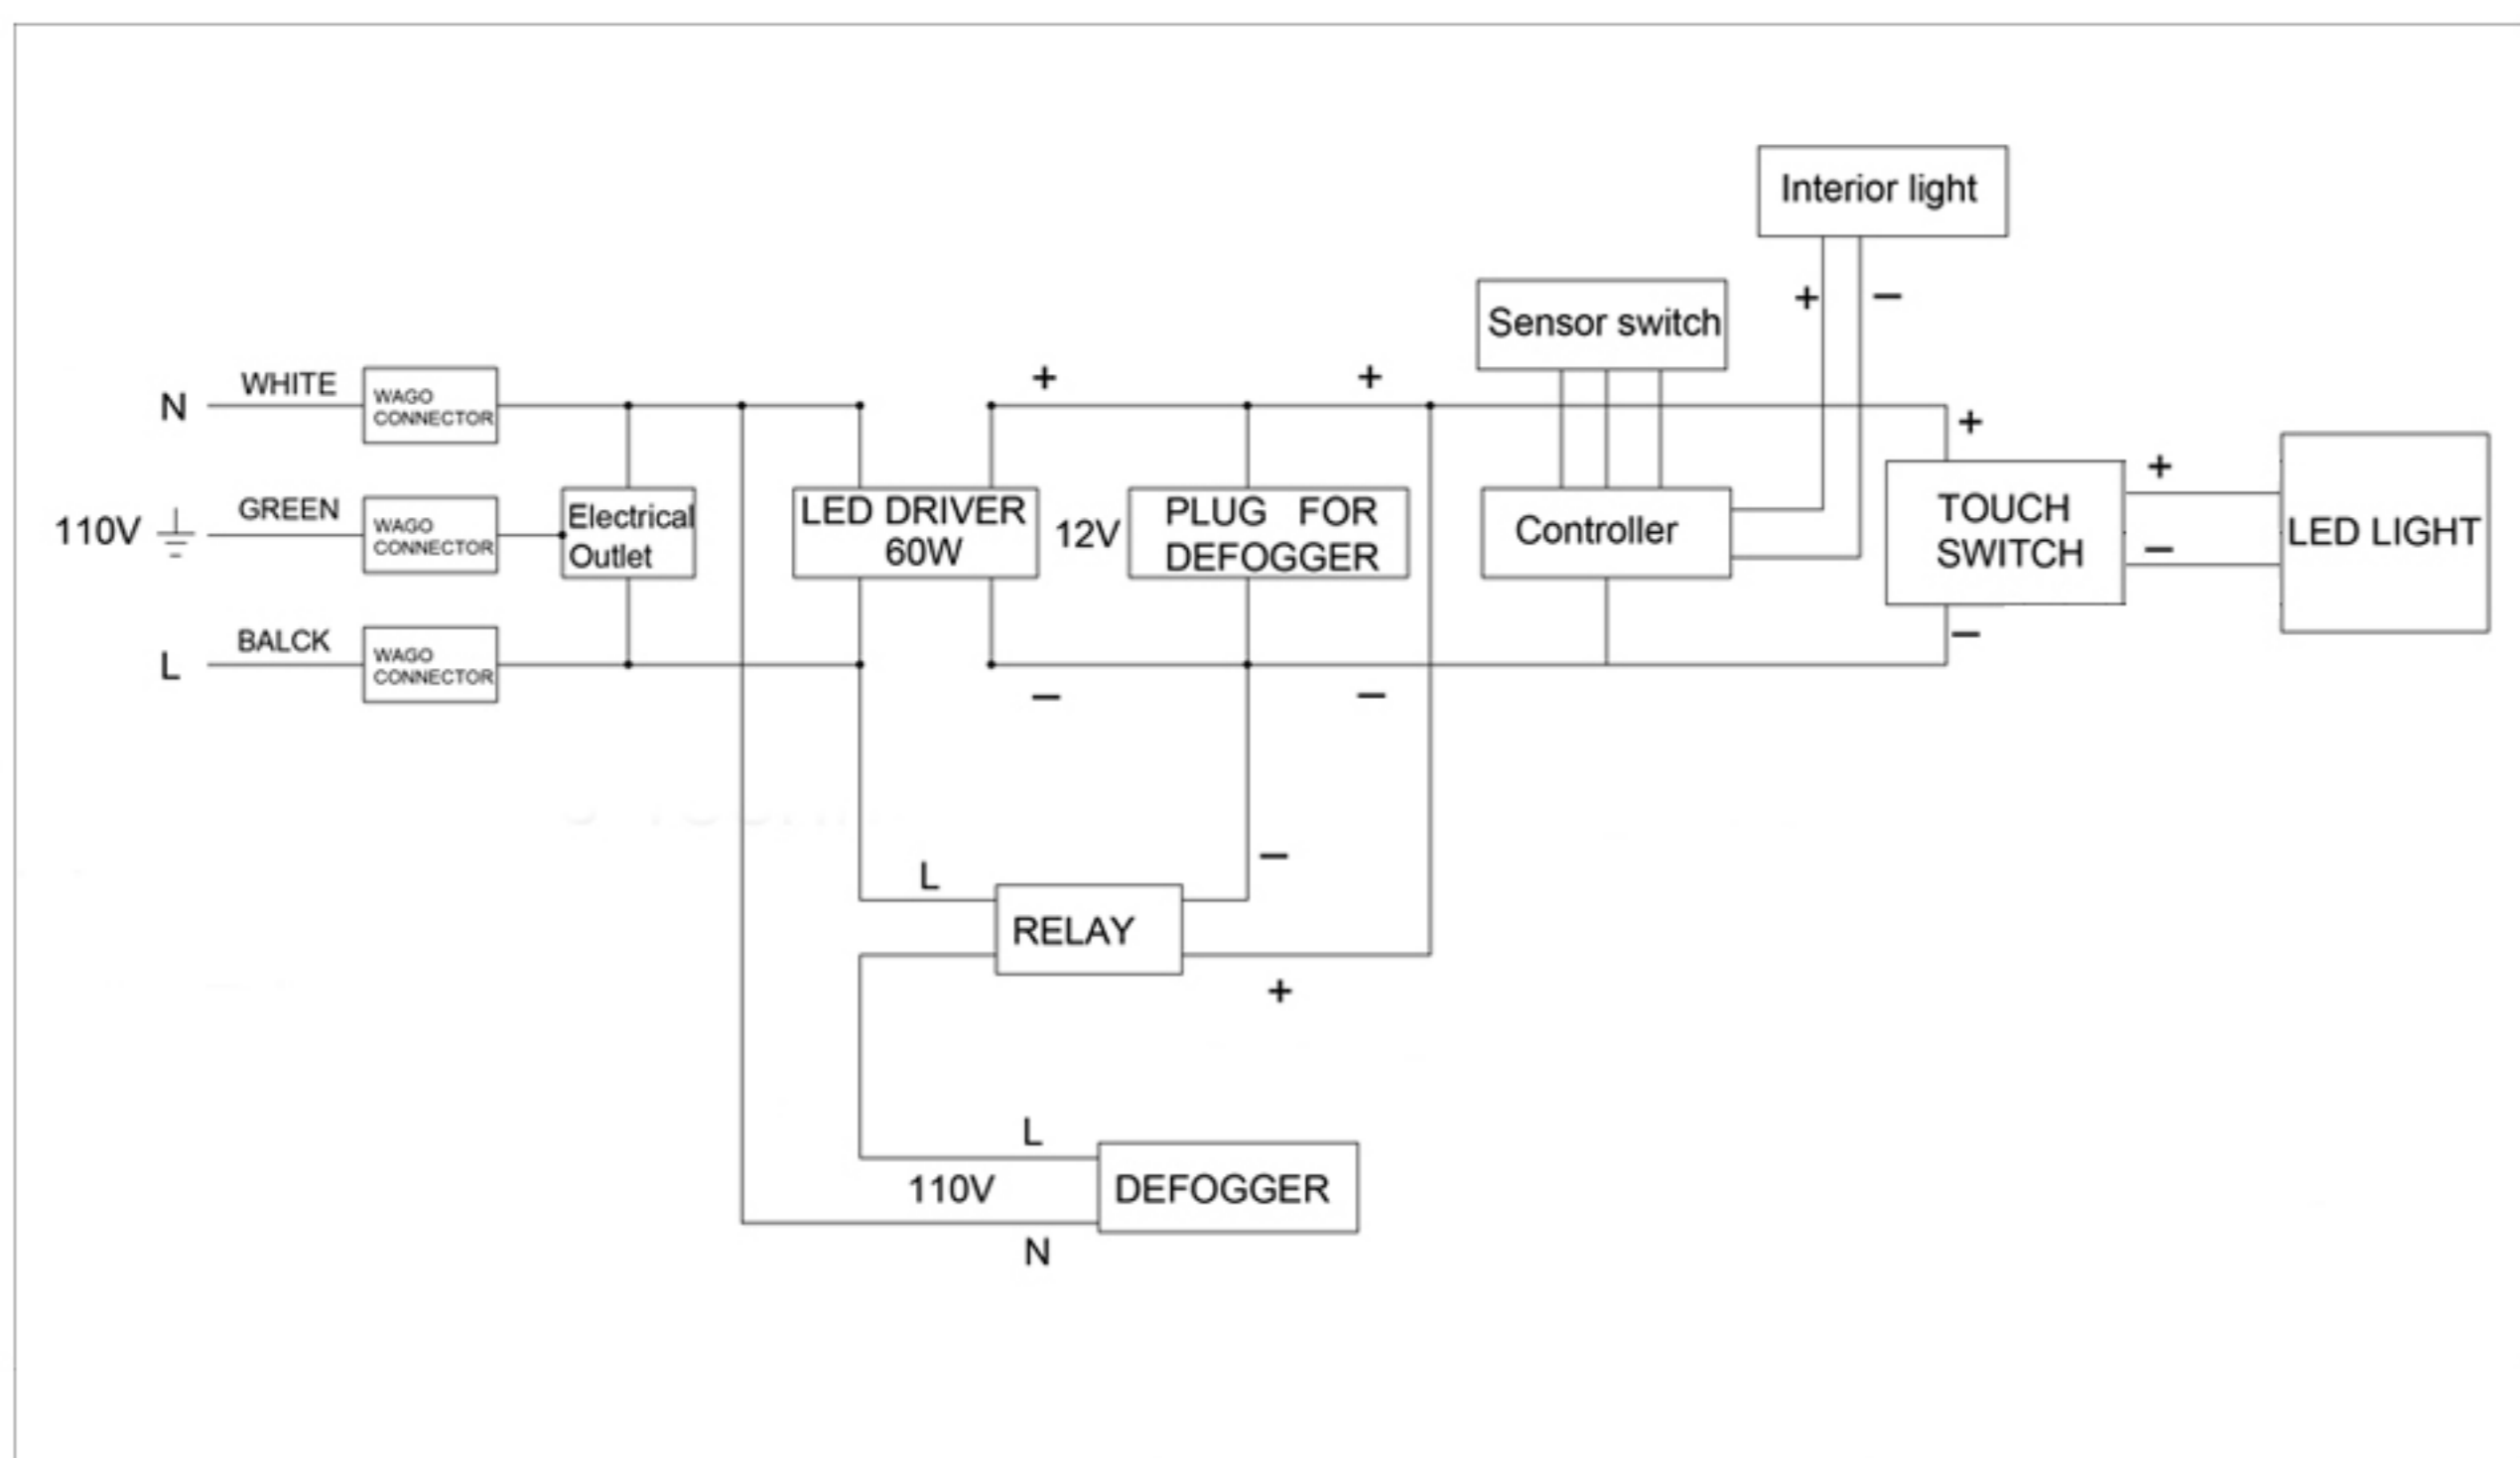 Interior light
+ −
Sensor switch
N WHITE
WAGO
CONNECTOR
+ +
+
110V GREEN
WAGO
CONNECTOR
Electrical
Outlet
LED DRIVER
60W
12V
PLUG FOR
DEFOGGER
Controller
TOUCH
SWITCH
+
−
LED LIGHT
L BALCK
WAGO
CONNECTOR
− −
−
L
RELAY
−
+
L
110V
N
DEFOGGER